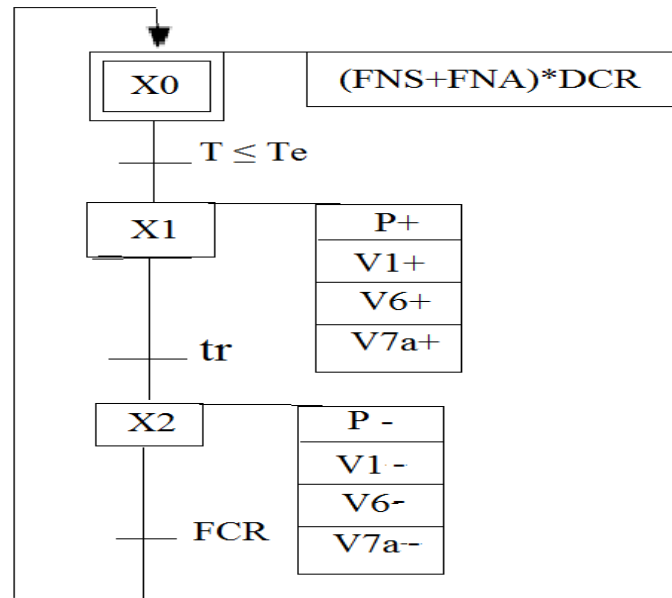 X0
(FNS+FNA)*DCR
T ≤ Te
X1
P+
V1+
V6+
V7a+
tr
X2
P -
V1 -
V6-
V7a-
FCR